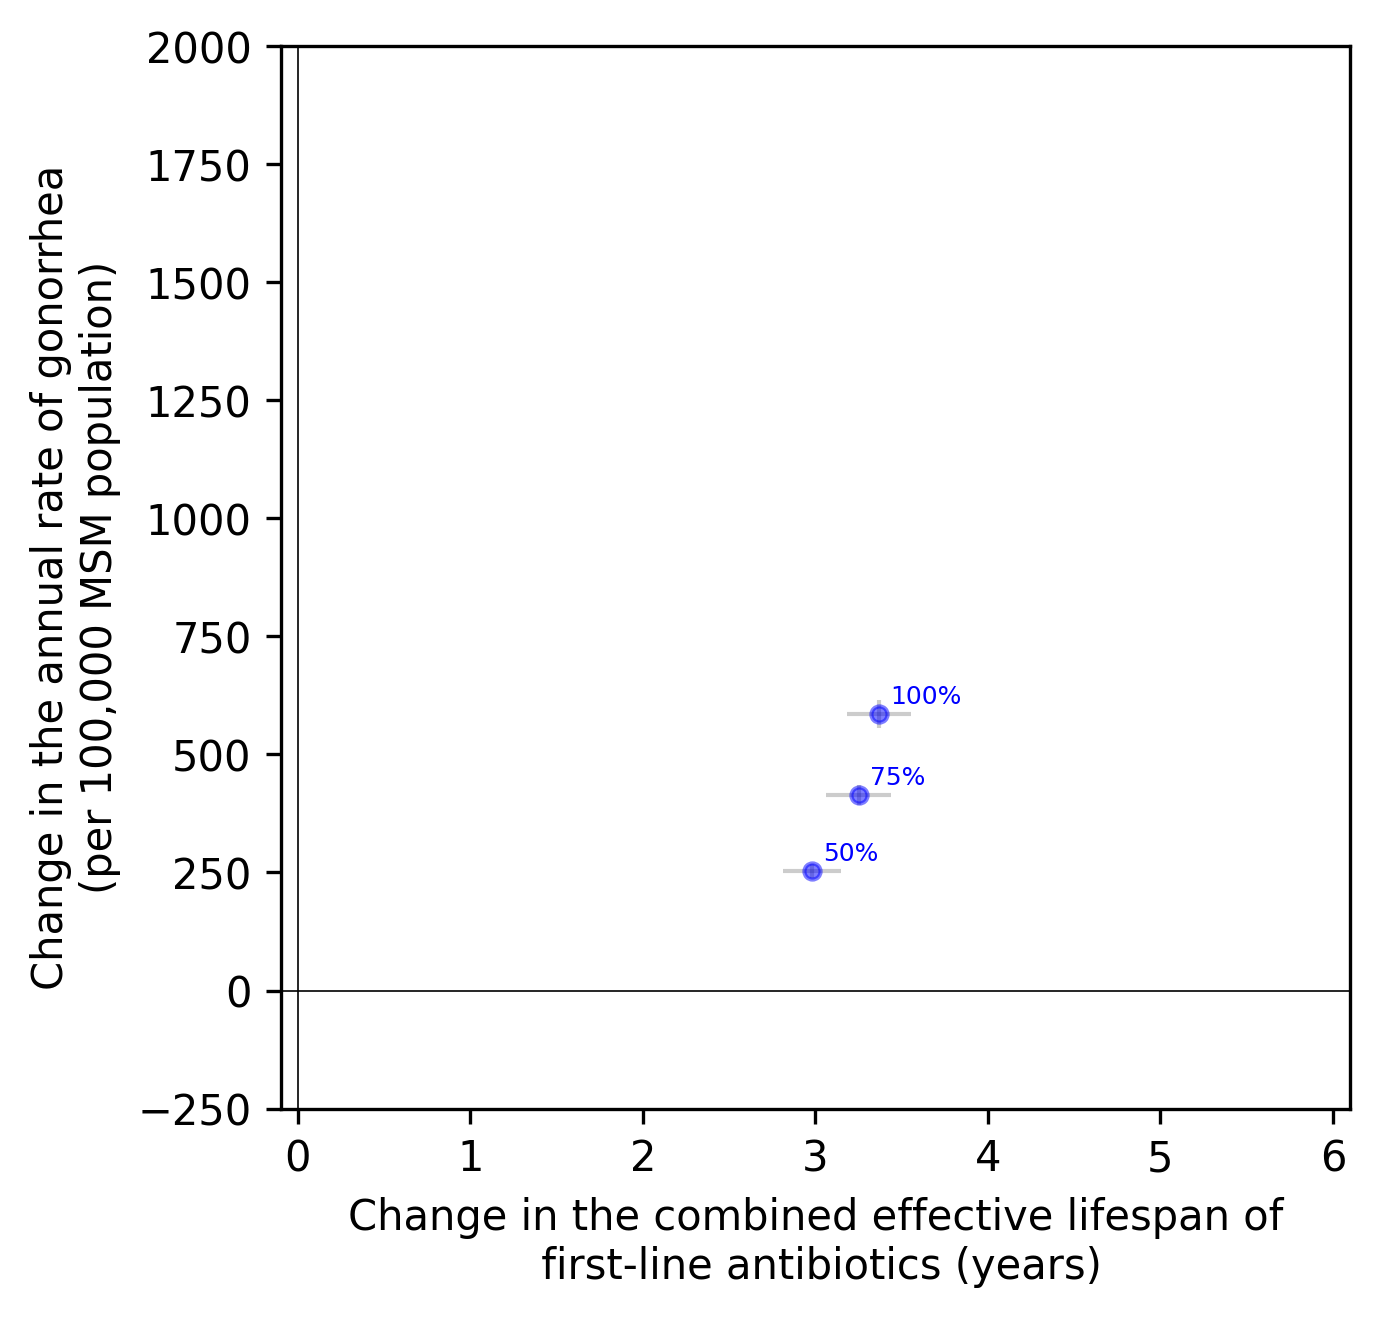 Change in the annual rate of gonorrhea
(per 100,000 MSM population)
2000
1750
1500
1250
1000
750
500
250
0
−250
100%
75%
50%
0 1 2 3 4 5 6
Change in the combined effective lifespan of
first-line antibiotics (years)